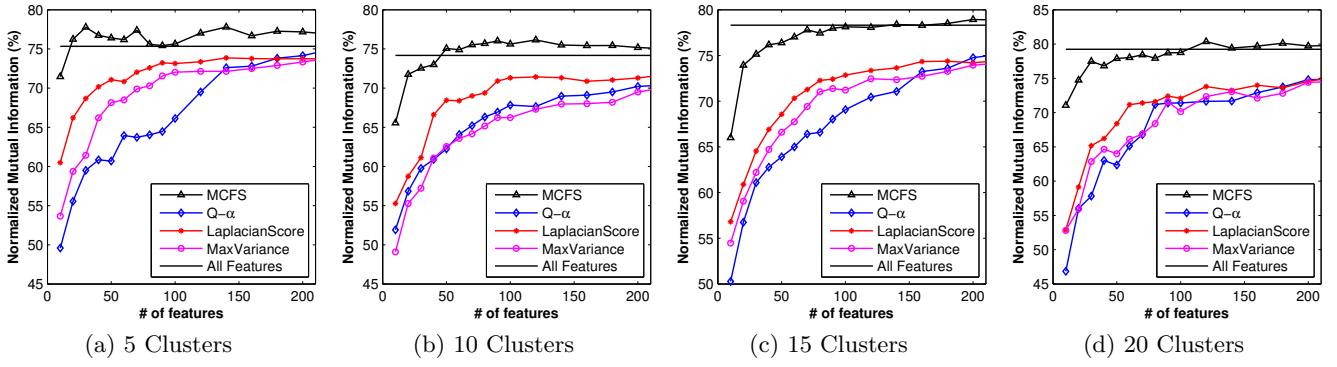 Normalized Mutual Information (%)
85
80
75
70
65
60
55
50
45
0 50 100 150 200
# of features
MCFS
Q−α
LaplacianScore
MaxVariance
All Features
(a) 5 Clusters
Normalized Mutual Information (%)
85
80
75
70
65
60
55
50
45
0 50 100 150 200
# of features
MCFS
Q−α
LaplacianScore
MaxVariance
All Features
(b) 10 Clusters
Normalized Mutual Information (%)
80
75
70
65
60
55
50
0 50 100 150 200
# of features
MCFS
Q−α
LaplacianScore
MaxVariance
All Features
(c) 15 Clusters
Normalized Mutual Information (%)
85
80
75
70
65
60
55
50
45
0 50 100 150 200
# of features
MCFS
Q−α
LaplacianScore
MaxVariance
All Features
(d) 20 Clusters